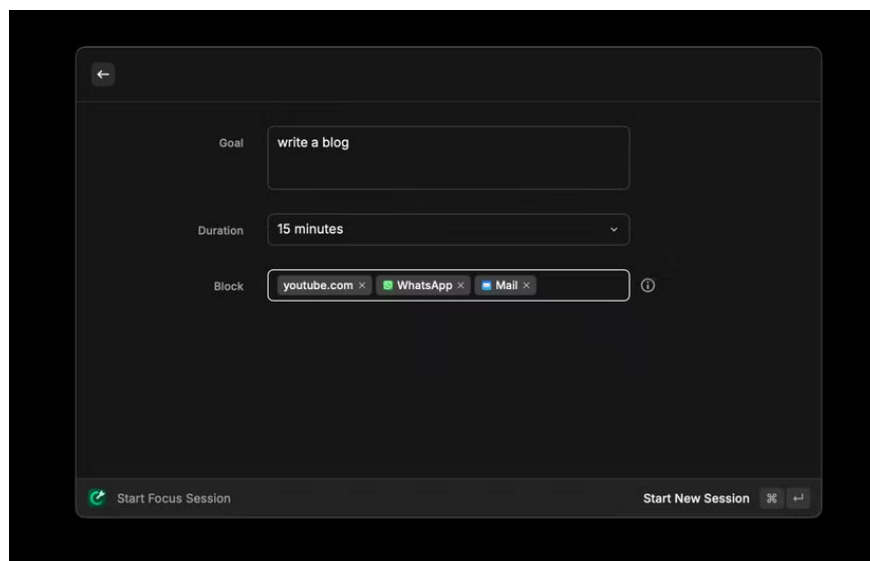 Goal
write a blog
Duration
15 minutes
Block
youtube.com × WhatsApp × Mail ×
Start Focus Session
Start New Session ⌘ ↵